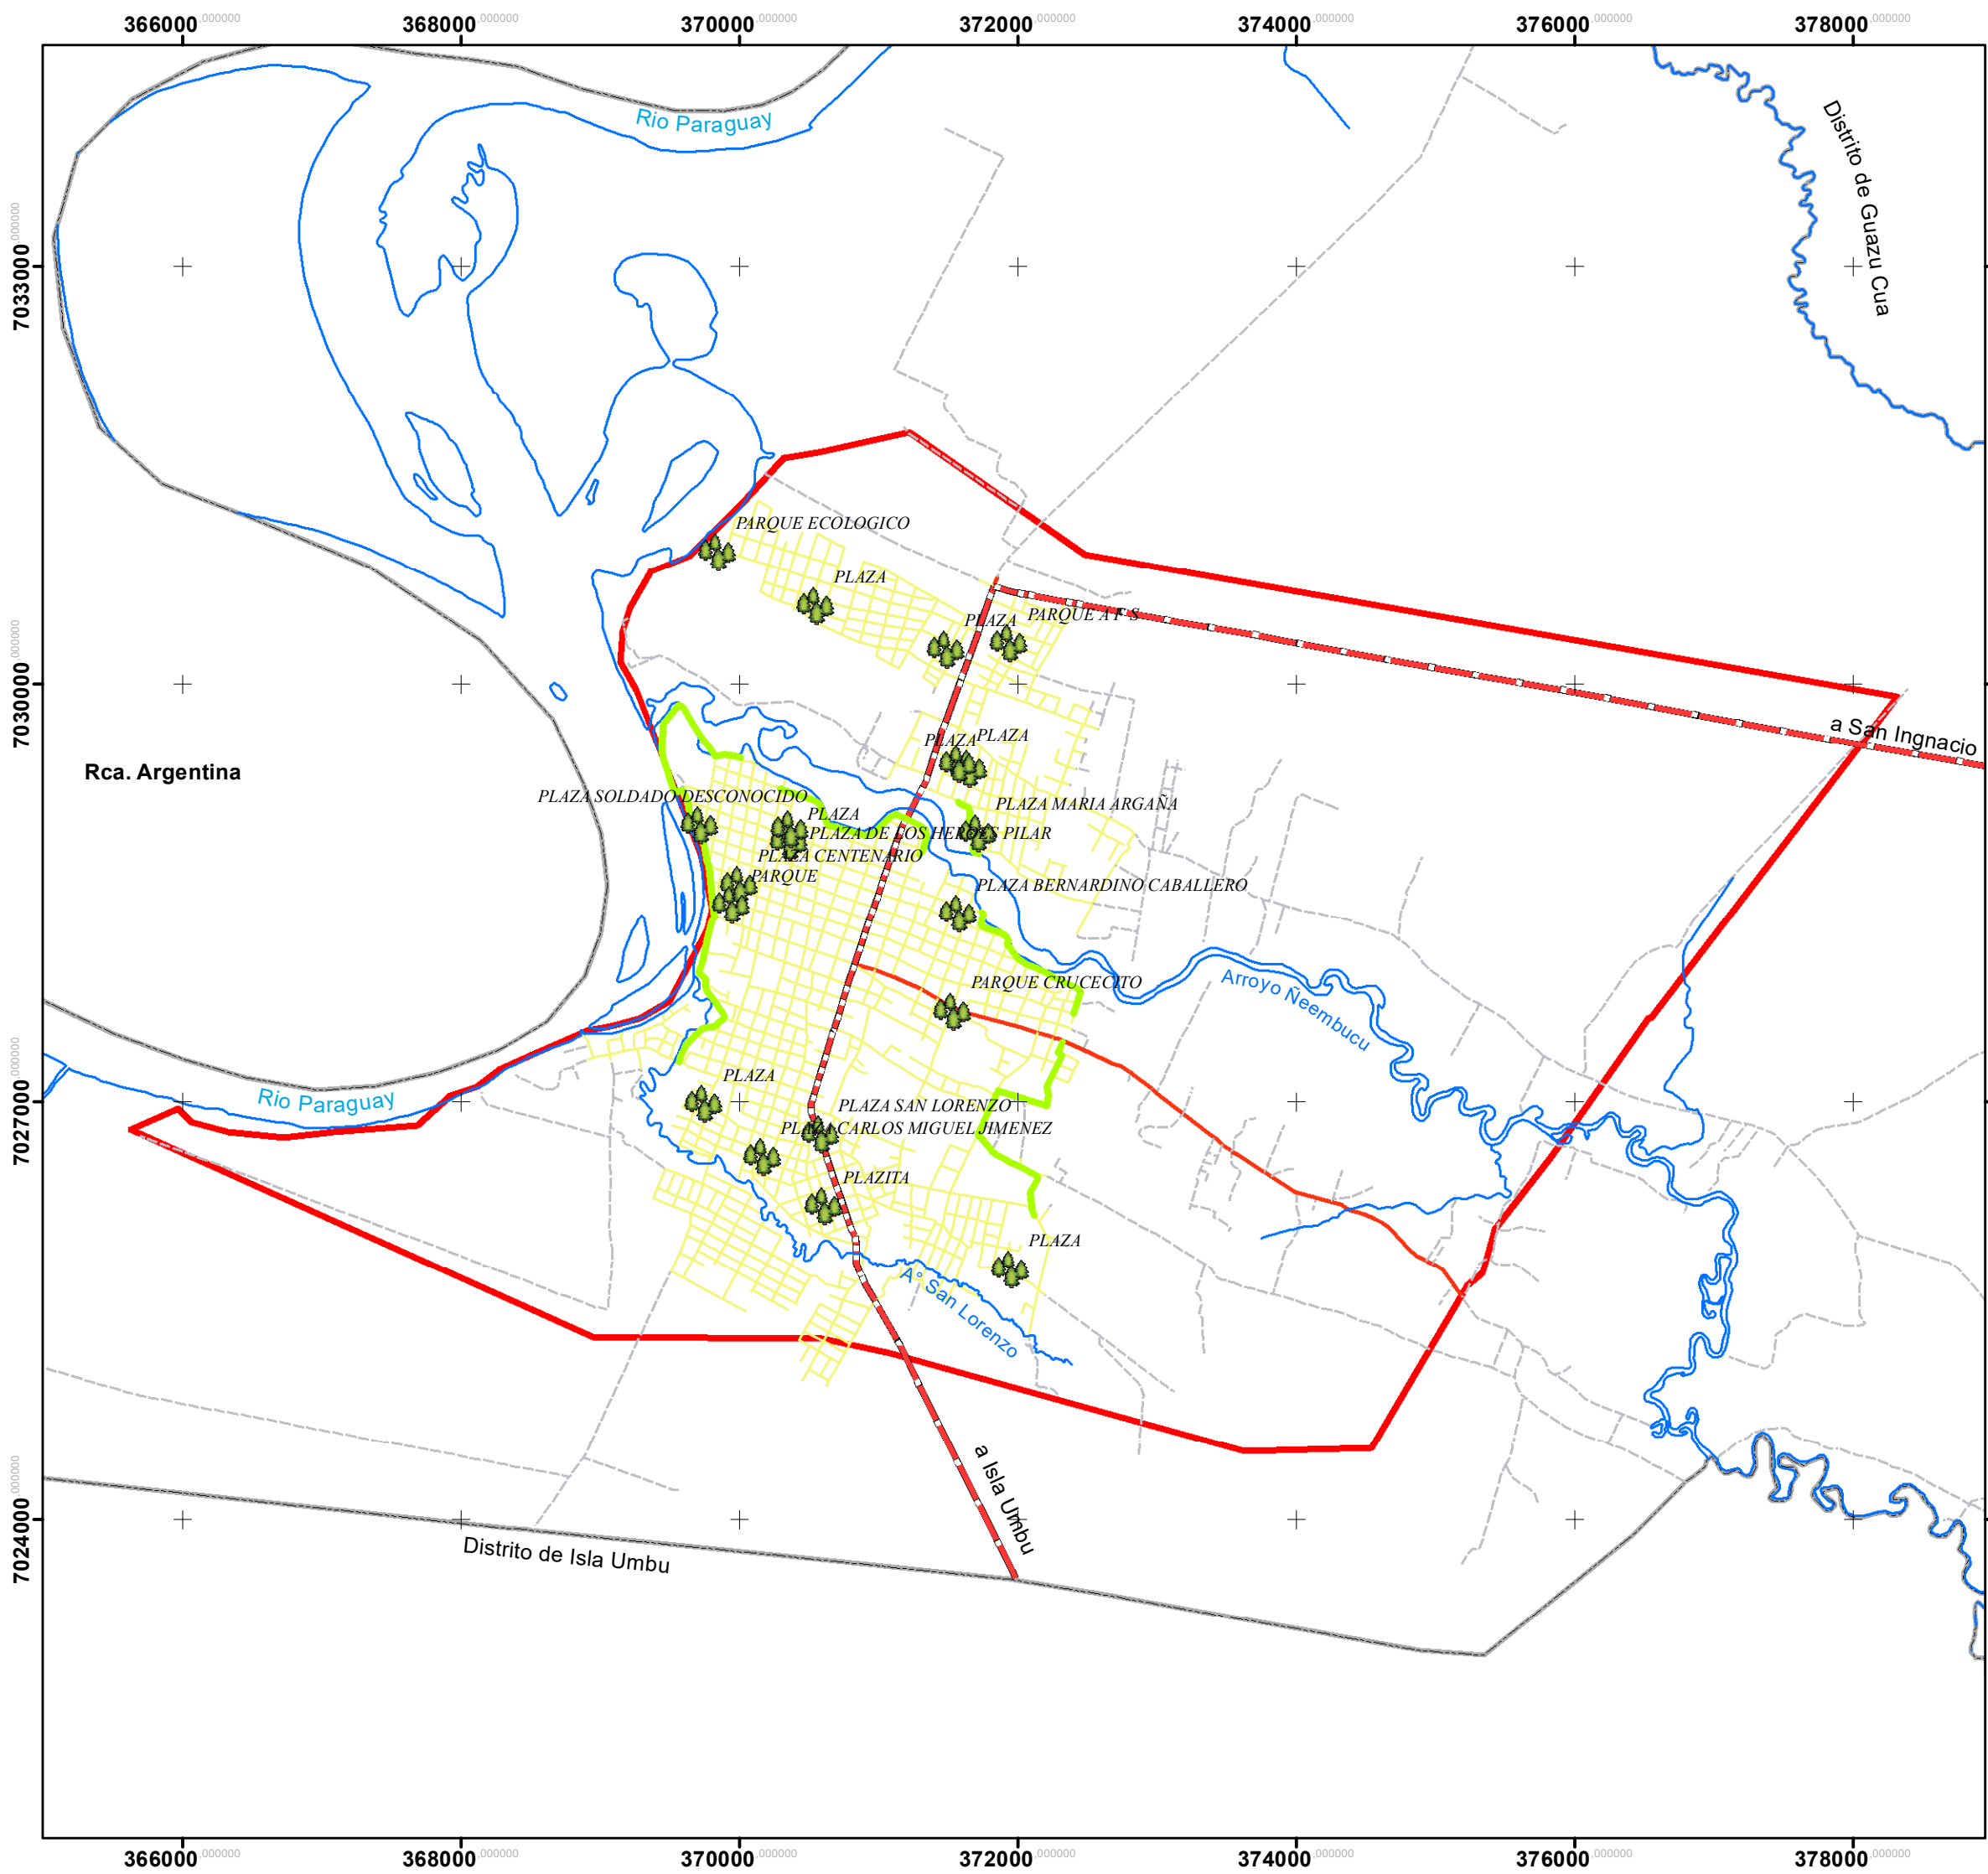 366000,000000 368000,000000 370000,000000 372000,000000 374000,000000 376000,000000 378000,000000
Rio Paraguay
Distrito de Guazu Cua
7033000,000000
PARQUE ECOLOGICO
PLAZA
PARQUE A F S
PLAZA
7030000,000000
a San Ingnacio
PLAZA
PLAZA
Rca. Argentina
PLAZA SOLDADO DESCONOCIDO
PLAZA MARIA ARGAÑA
PLAZA
PLAZA DE LOS HEROES PILAR
PLAZA CENTENARIO
PARQUE
PLAZA BERNARDINO CABALLERO
PARQUE CRUCECITO
Arroyo Ñeembucu
PLAZA
Rio Paraguay
7027000,000000
PLAZA SAN LORENZO
PLAZA CARLOS MIGUEL JIMENEZ
PLAZITA
PLAZA
A° San Lorenzo
a Isla Umbu
7024000,000000
Distrito de Isla Umbu
366000,000000 368000,000000 370000,000000 372000,000000 374000,000000 376000,000000 378000,000000